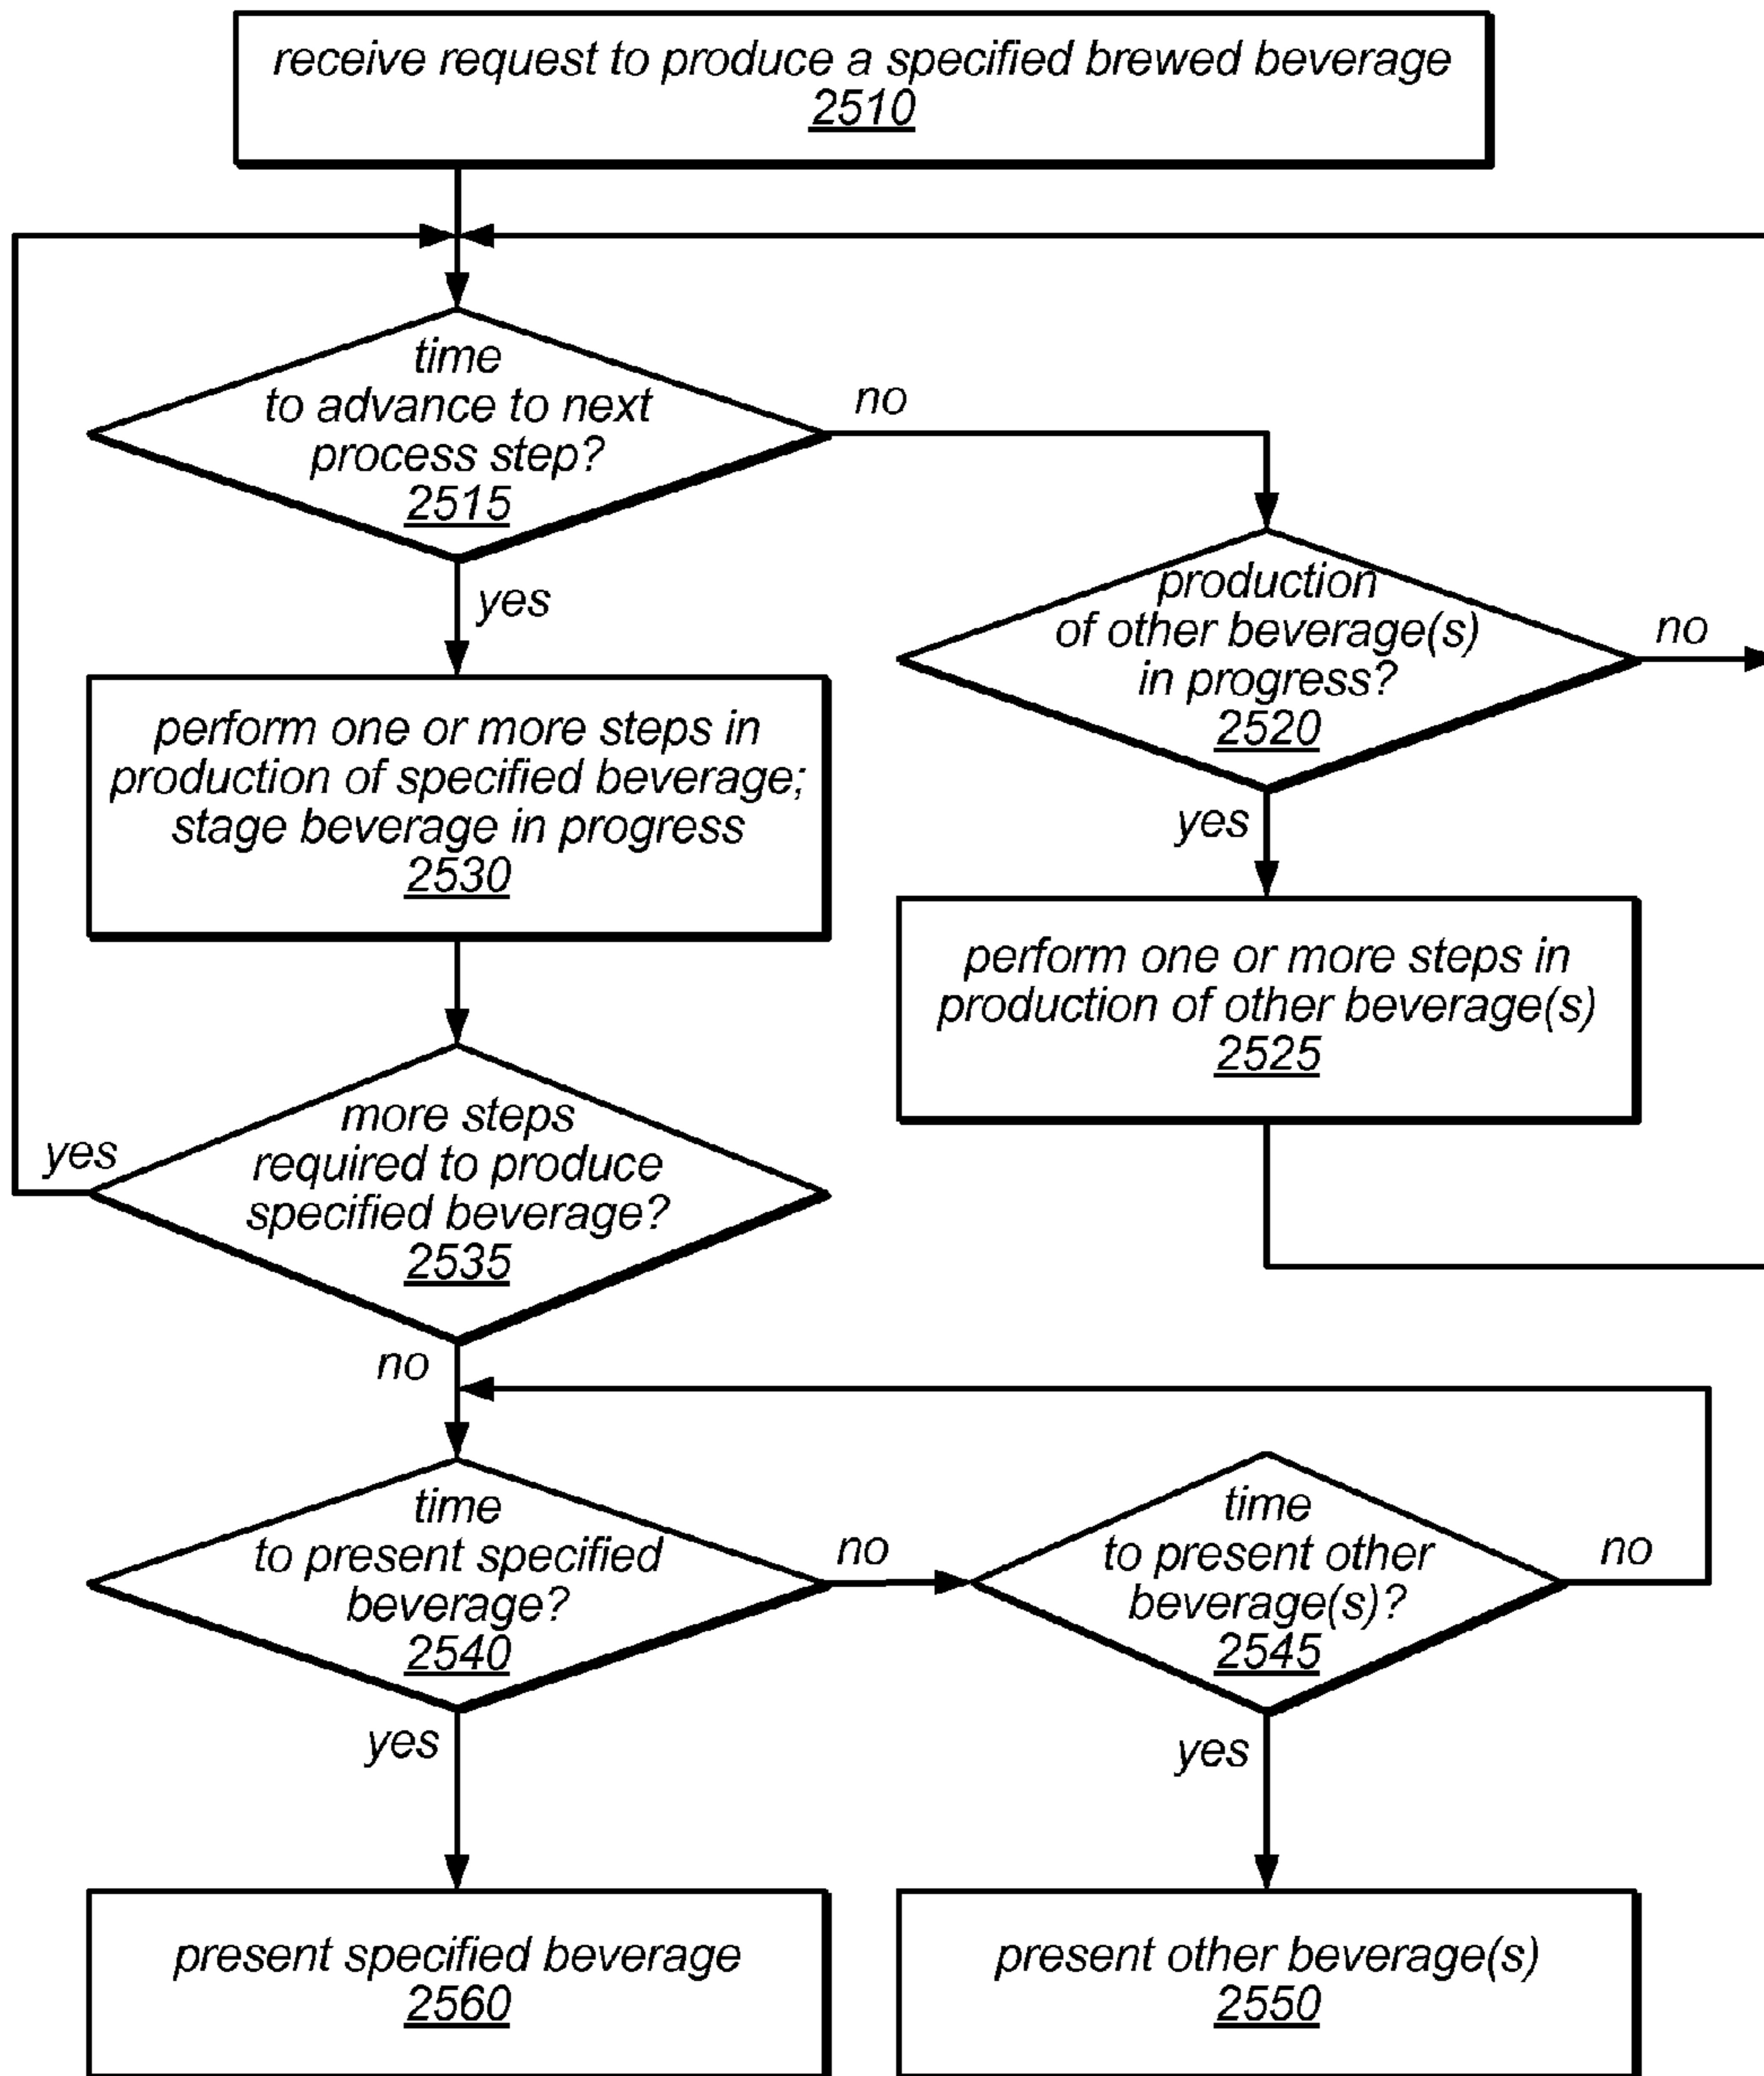 receive request to produce a specified brewed beverage
2510
time
to advance to next
process step?
2515
no
yes
production
of other beverage(s)
in progress?
2520
no
yes
perform one or more steps in
production of specified beverage;
stage beverage in progress
2530
perform one or more steps in
production of other beverage(s)
2525
more steps
required to produce
specified beverage?
2535
yes
no
time
to present specified
beverage?
2540
no
yes
time
to present other
beverage(s)?
2545
no
yes
present specified beverage
2560
present other beverage(s)
2550